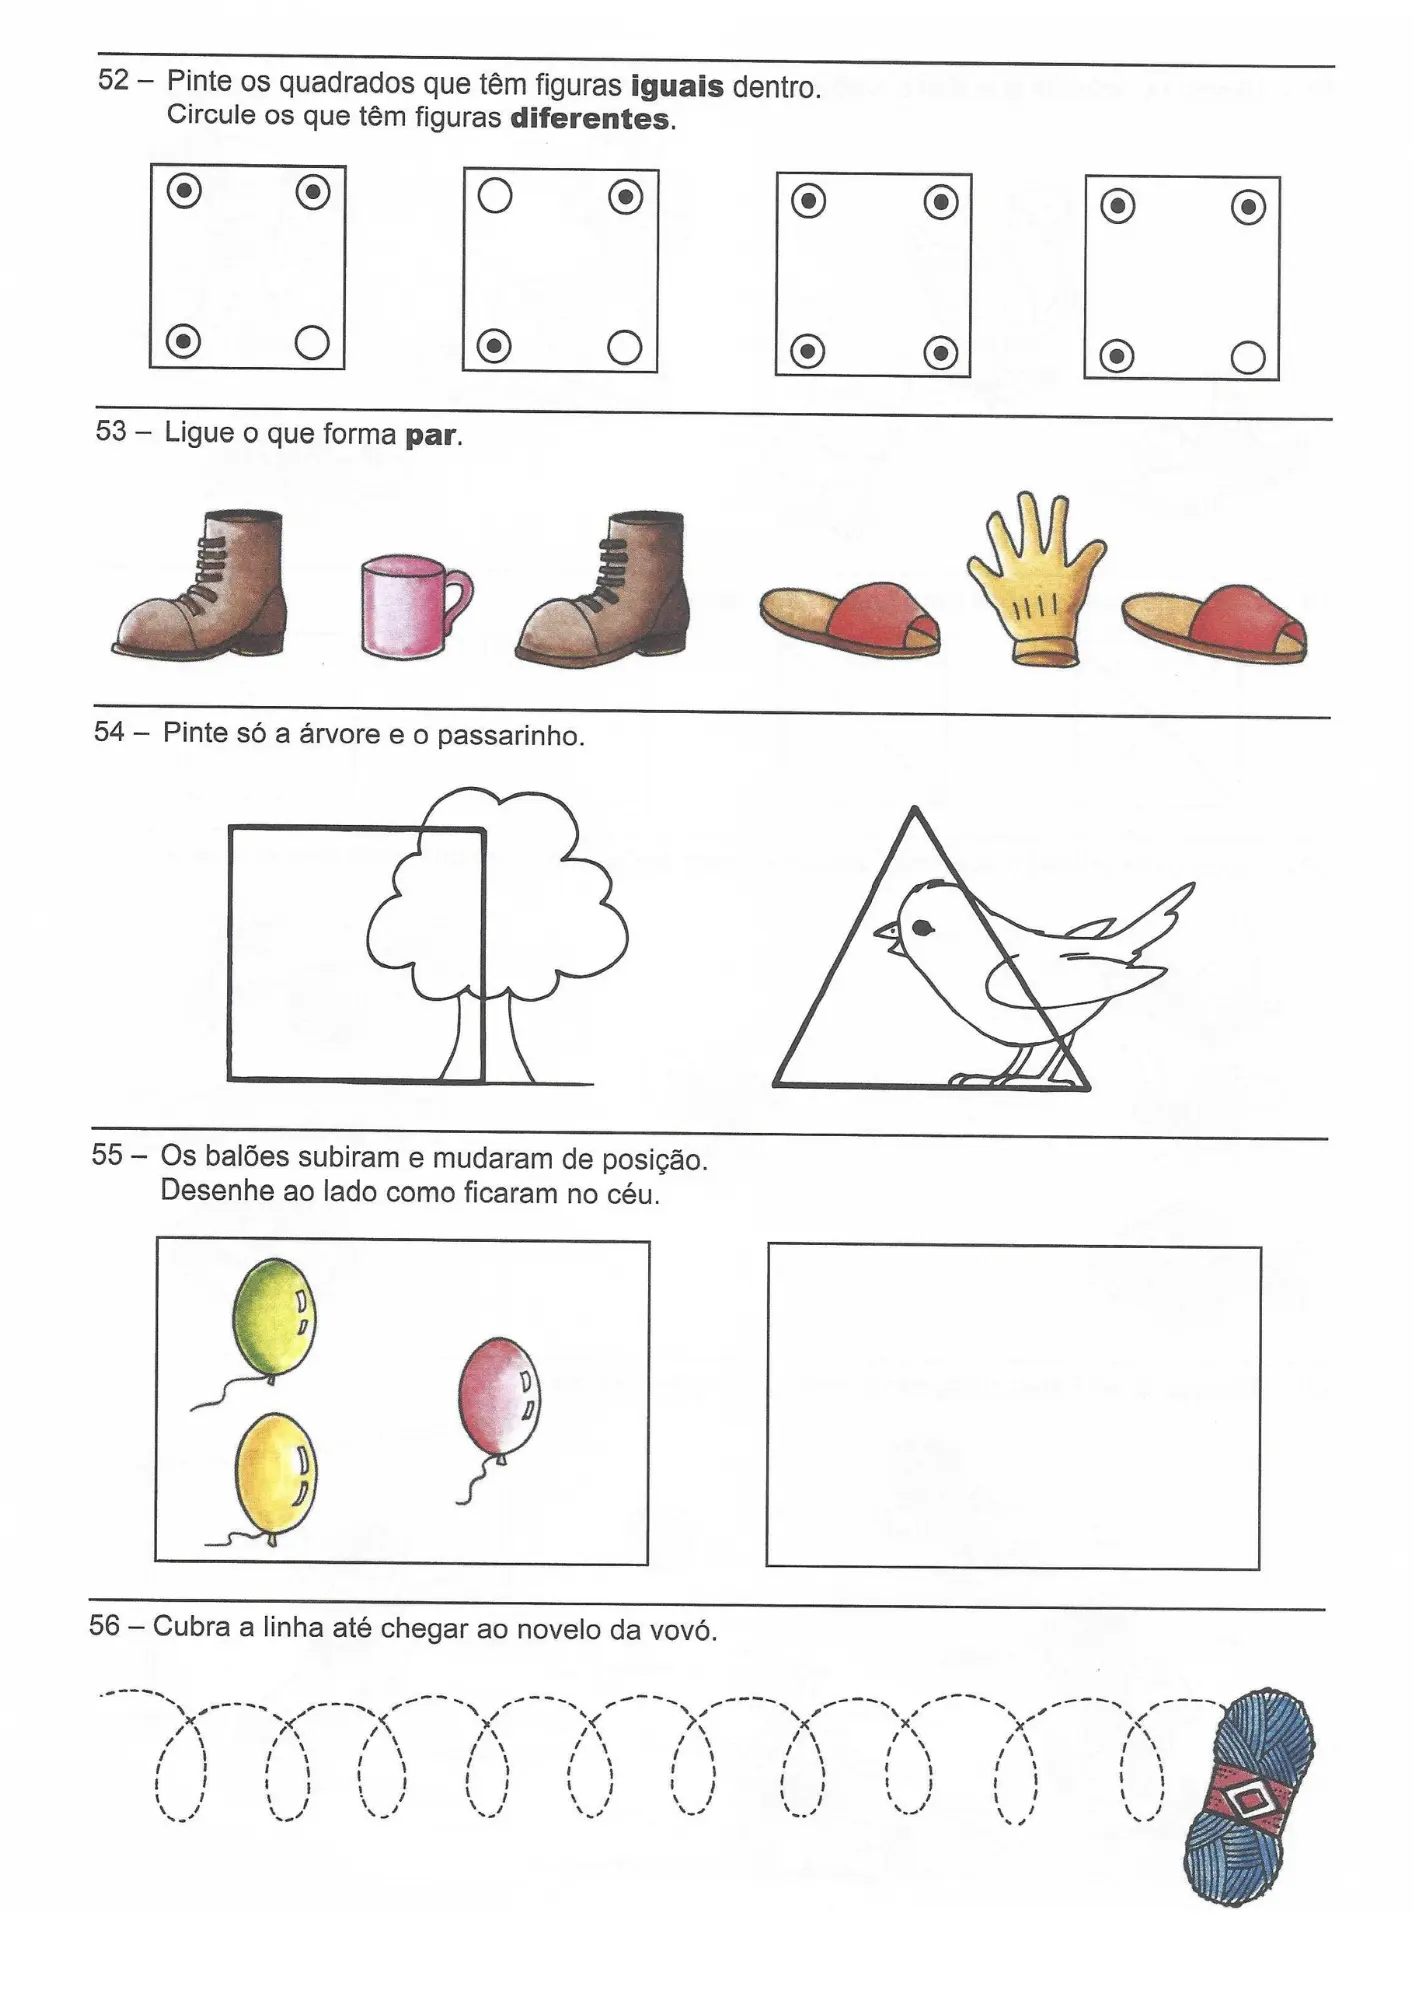 52 – Pinte os quadrados que têm figuras iguais dentro.
Circule os que têm figuras diferentes.
53 – Ligue o que forma par.
54 – Pinte só a árvore e o passarinho.
55 – Os balões subiram e mudaram de posição.
Desenhe ao lado como ficaram no céu.
56 – Cubra a linha até chegar ao novelo da vovó.